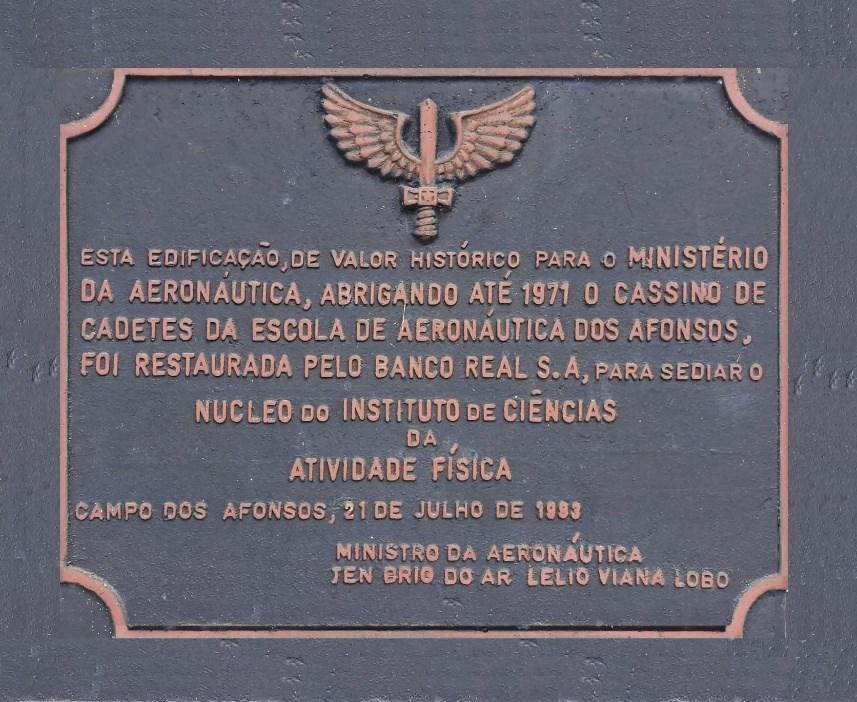 ESTA EDIFICAÇÃO, DE VALOR HISTÓRICO PARA O MINISTÉRIO
DA AERONÁUTICA, ABRIGANDO ATÉ 1971 O CASSINO DE
CADETES DA ESCOLA DE AERONÁUTICA DOS AFONSOS,
FOI RESTAURADA PELO BANCO REAL S.A, PARA SEDIAR O
NUCLEO DO INSTITUTO DE CIÊNCIAS
DA
ATIVIDADE FÍSICA
CAMPO DOS AFONSOS, 21 DE JULHO DE 1993
MINISTRO DA AERONÁUTICA
TEN BRIG DO AR LELIO VIANA LOBO